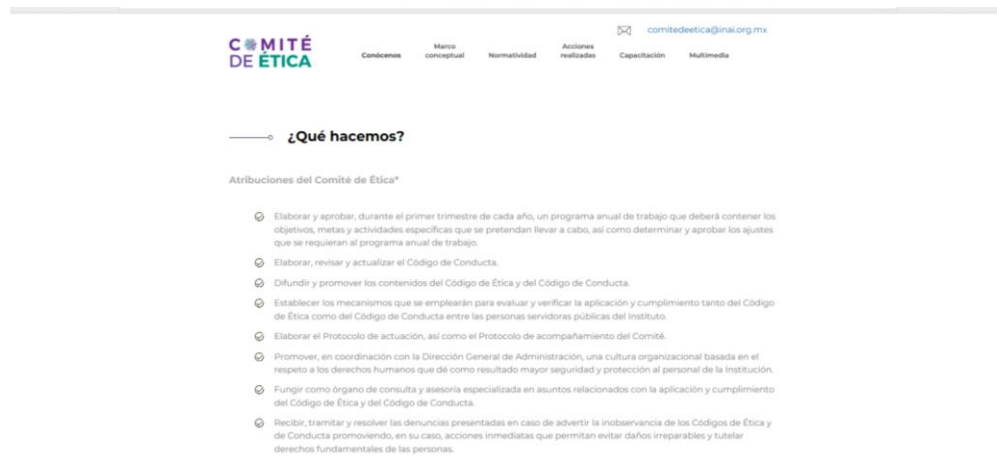 comitedeetica@inai.org.mx
COMITÉ
DE ÉTICA
Conócenos
Marco
conceptual
Normatividad
Acciones
realizadas
Capacitación
Multimedia
¿Qué hacemos?
Atribuciones del Comité de Ética*
Elaborar y aprobar, durante el primer trimestre de cada año, un programa anual de trabajo que deberá contener los
objetivos, metas y actividades específicas que se pretendan llevar a cabo, así como determinar y aprobar los ajustes
que se requieran al programa anual de trabajo.
Elaborar, revisar y actualizar el Código de Conducta.
Difundir y promover los contenidos del Código de Ética y del Código de Conducta.
Establecer los mecanismos que se emplearán para evaluar y verificar la aplicación y cumplimiento tanto del Código
de Ética como del Código de Conducta entre las personas servidoras públicas del Instituto.
Elaborar el Protocolo de actuación, así como el Protocolo de acompañamiento del Comité.
Promover, en coordinación con la Dirección General de Administración, una cultura organizacional basada en el
respeto a los derechos humanos que dé como resultado mayor seguridad y protección al personal de la Institución.
Fungir como órgano de consulta y asesoría especializada en asuntos relacionados con la aplicación y cumplimiento
del Código de Ética y del Código de Conducta.
Recibir, tramitar y resolver las denuncias presentadas en caso de advertir la inobservancia de los Códigos de Ética y
de Conducta promoviendo, en su caso, acciones inmediatas que permitan evitar daños irreparables y tutelar
derechos fundamentales de las personas.